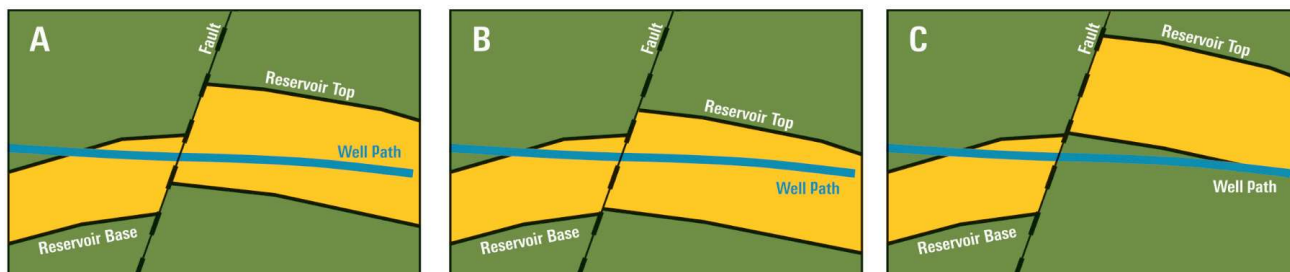 A
Fault
Reservoir Top
Well Path
Reservoir Base
B
Fault
Reservoir Top
Well Path
Reservoir Base
C
Fault
Reservoir Top
Well Path
Reservoir Base